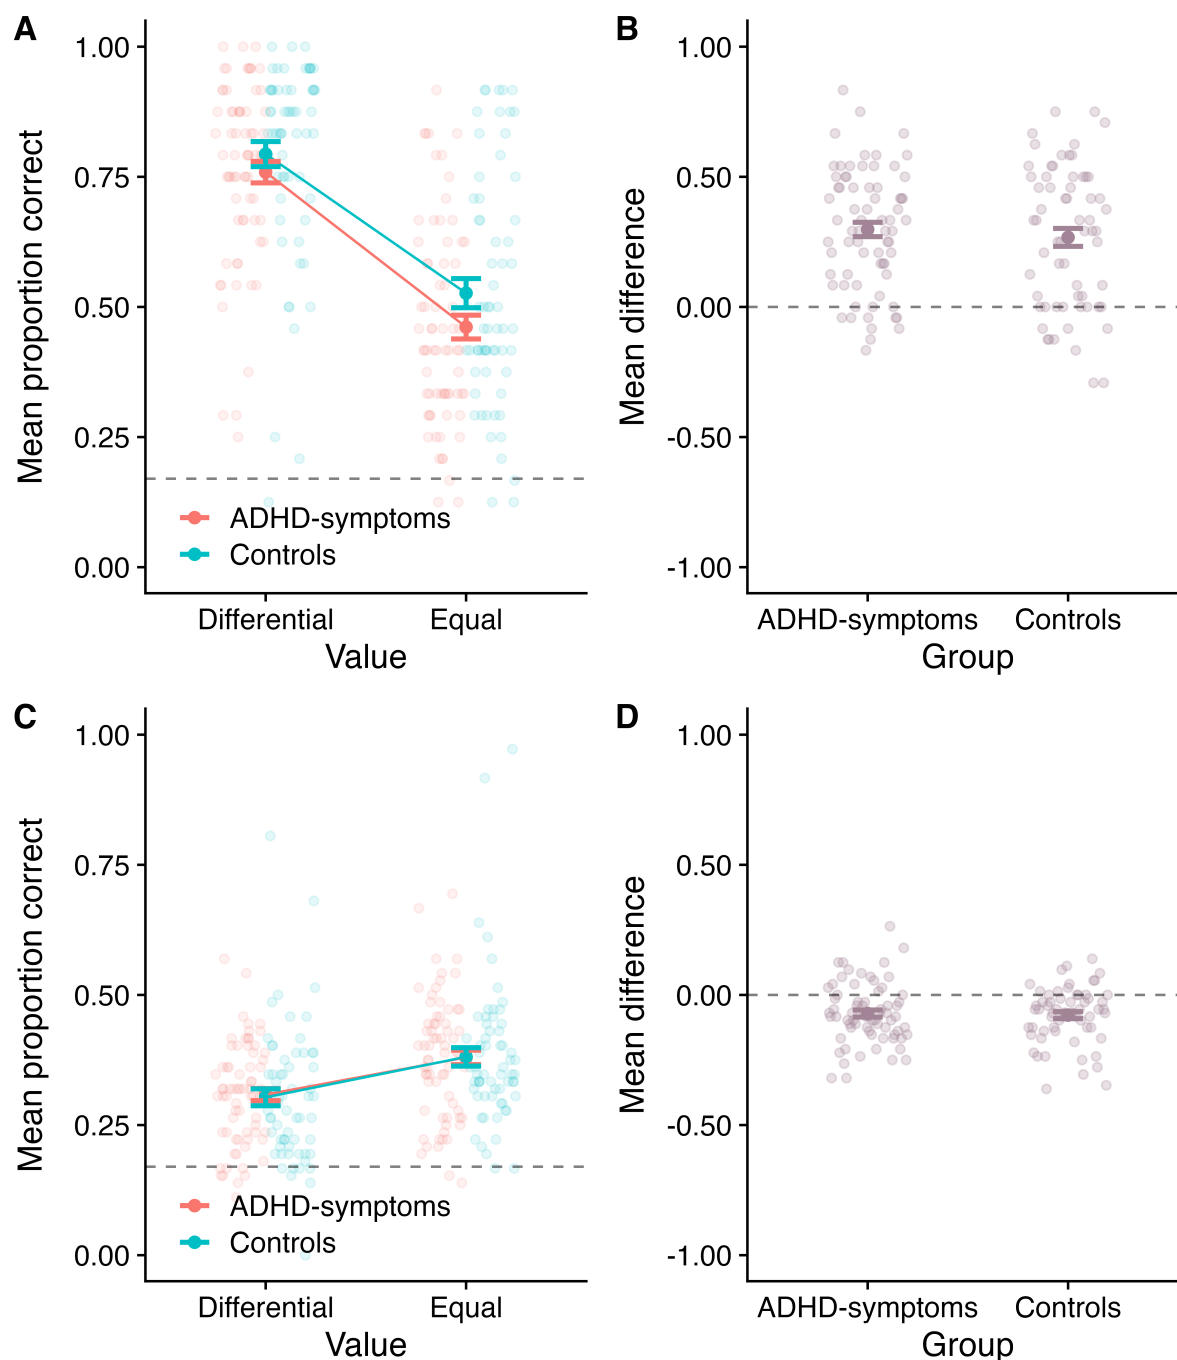 A
Mean proportion correct
1.00
0.75
0.50
0.25
0.00
ADHD-symptoms
Controls
Differential
Equal
Value
B
Mean difference
1.00
0.50
0.00
-0.50
-1.00
ADHD-symptoms
Controls
Group
C
Mean proportion correct
1.00
0.75
0.50
0.25
0.00
ADHD-symptoms
Controls
Differential
Equal
Value
D
Mean difference
1.00
0.50
0.00
-0.50
-1.00
ADHD-symptoms
Controls
Group